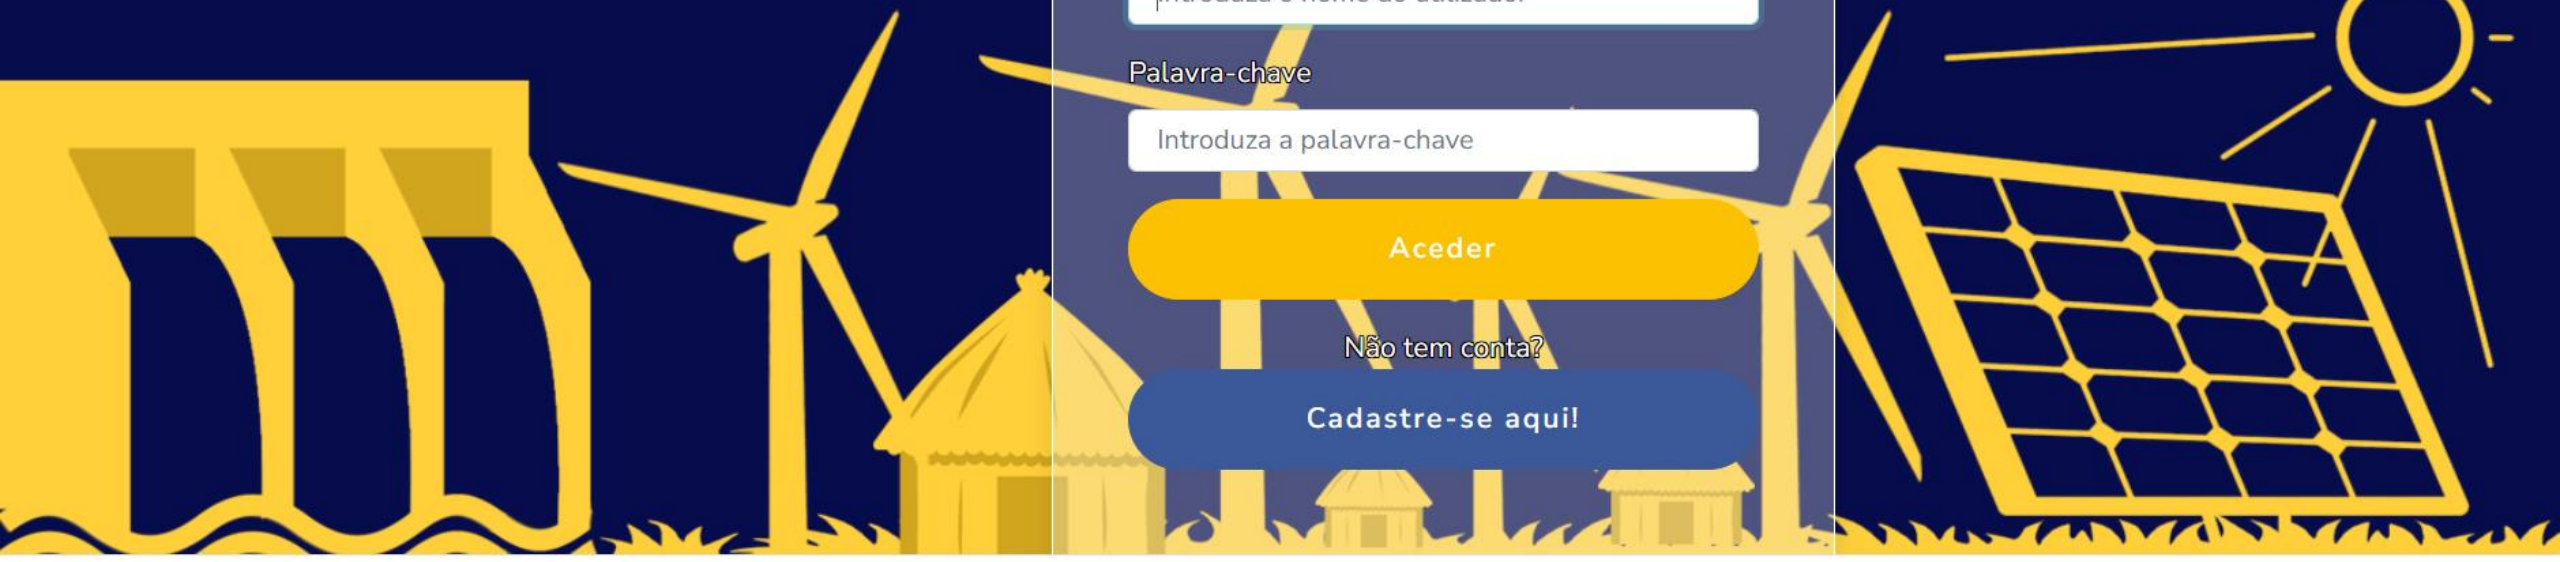 Palavra-chave
Introduza a palavra-chave
Aceder
Não tem conta?
Cadastre-se aqui!